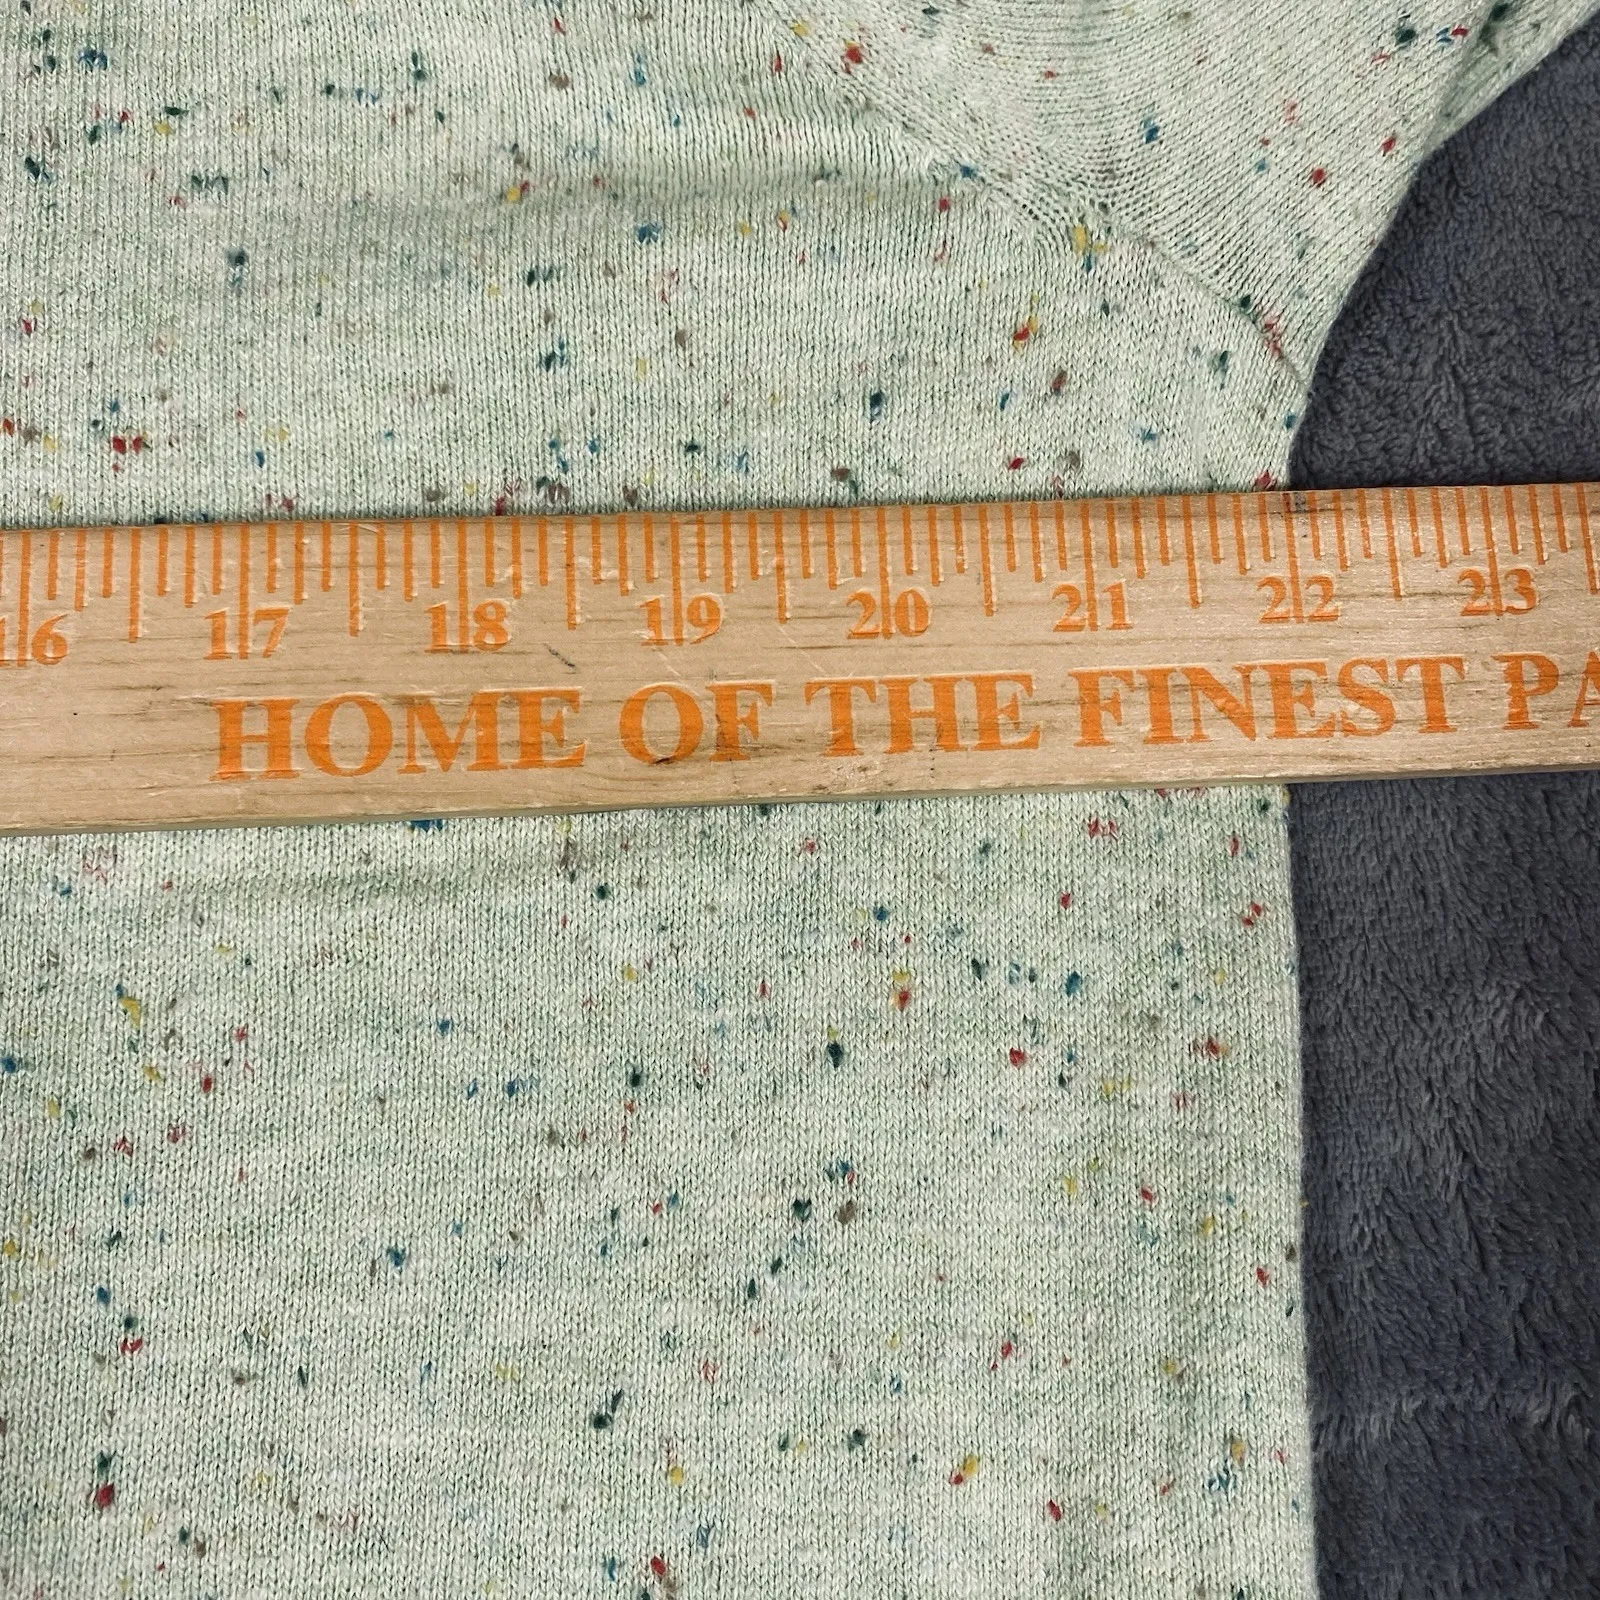 16 17 18 19 20 21 22 23
HOME OF THE FINEST PA